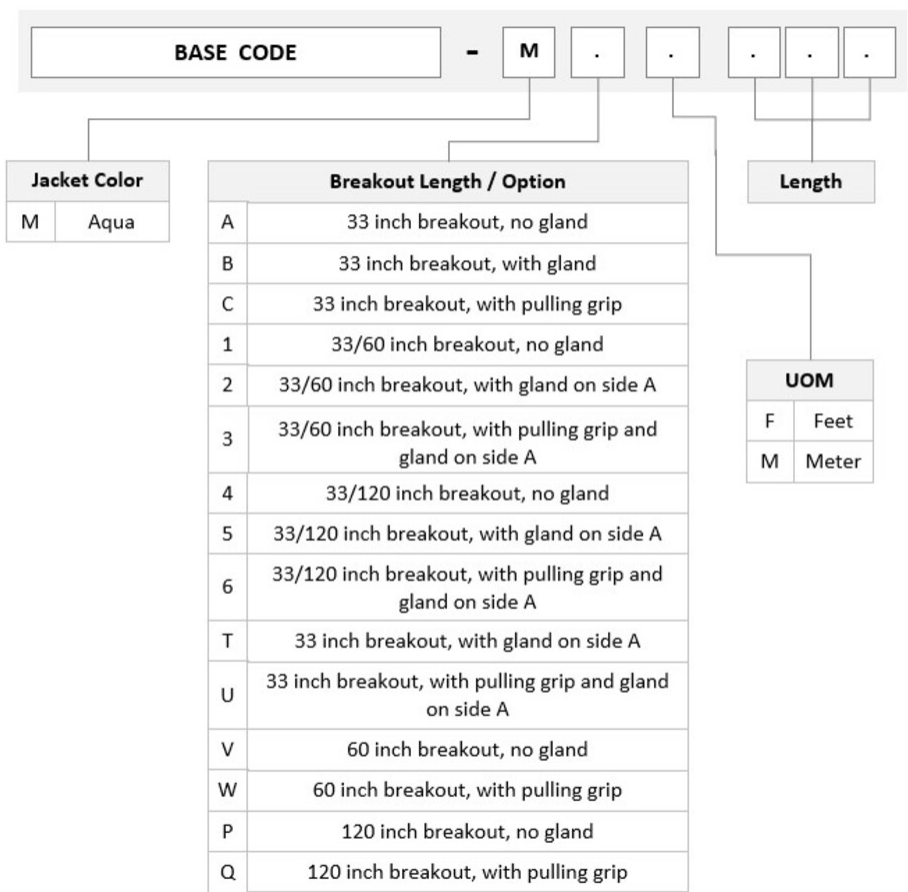 BASE CODE - M . . . . .
Jacket Color
M Aqua
Breakout Length / Option
A 33 inch breakout, no gland
B 33 inch breakout, with gland
C 33 inch breakout, with pulling grip
1 33/60 inch breakout, no gland
2 33/60 inch breakout, with gland on side A
3 33/60 inch breakout, with pulling grip and
gland on side A
4 33/120 inch breakout, no gland
5 33/120 inch breakout, with gland on side A
6 33/120 inch breakout, with pulling grip and
gland on side A
T 33 inch breakout, with gland on side A
U 33 inch breakout, with pulling grip and gland
on side A
V 60 inch breakout, no gland
W 60 inch breakout, with pulling grip
P 120 inch breakout, no gland
Q 120 inch breakout, with pulling grip
Length
UOM
F Feet
M Meter